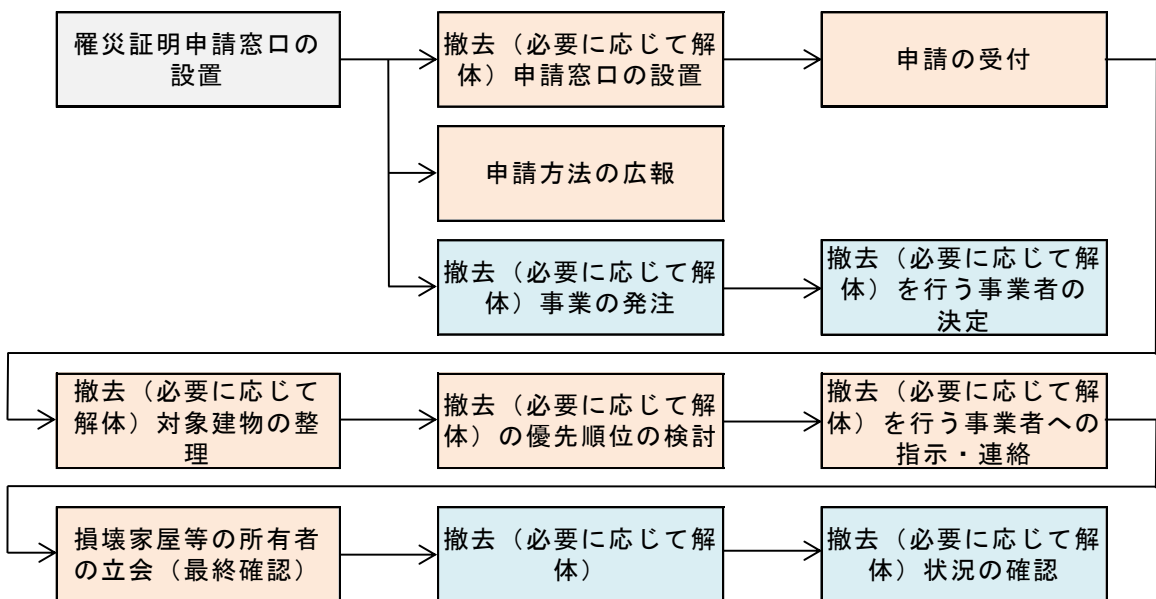 罹災証明申請窓口の
設置
撤去（必要に応じて解
体）申請窓口の設置
申請の受付
申請方法の広報
撤去（必要に応じて解
体）事業の発注
撤去（必要に応じて解
体）を行う事業者の
決定
撤去（必要に応じて
解体）対象建物の整
理
撤去（必要に応じて解
体）の優先順位の検討
撤去（必要に応じて解
体）を行う事業者への
指示・連絡
損壊家屋等の所有者
の立会（最終確認）
撤去（必要に応じて解
体）
撤去（必要に応じて解
体）状況の確認